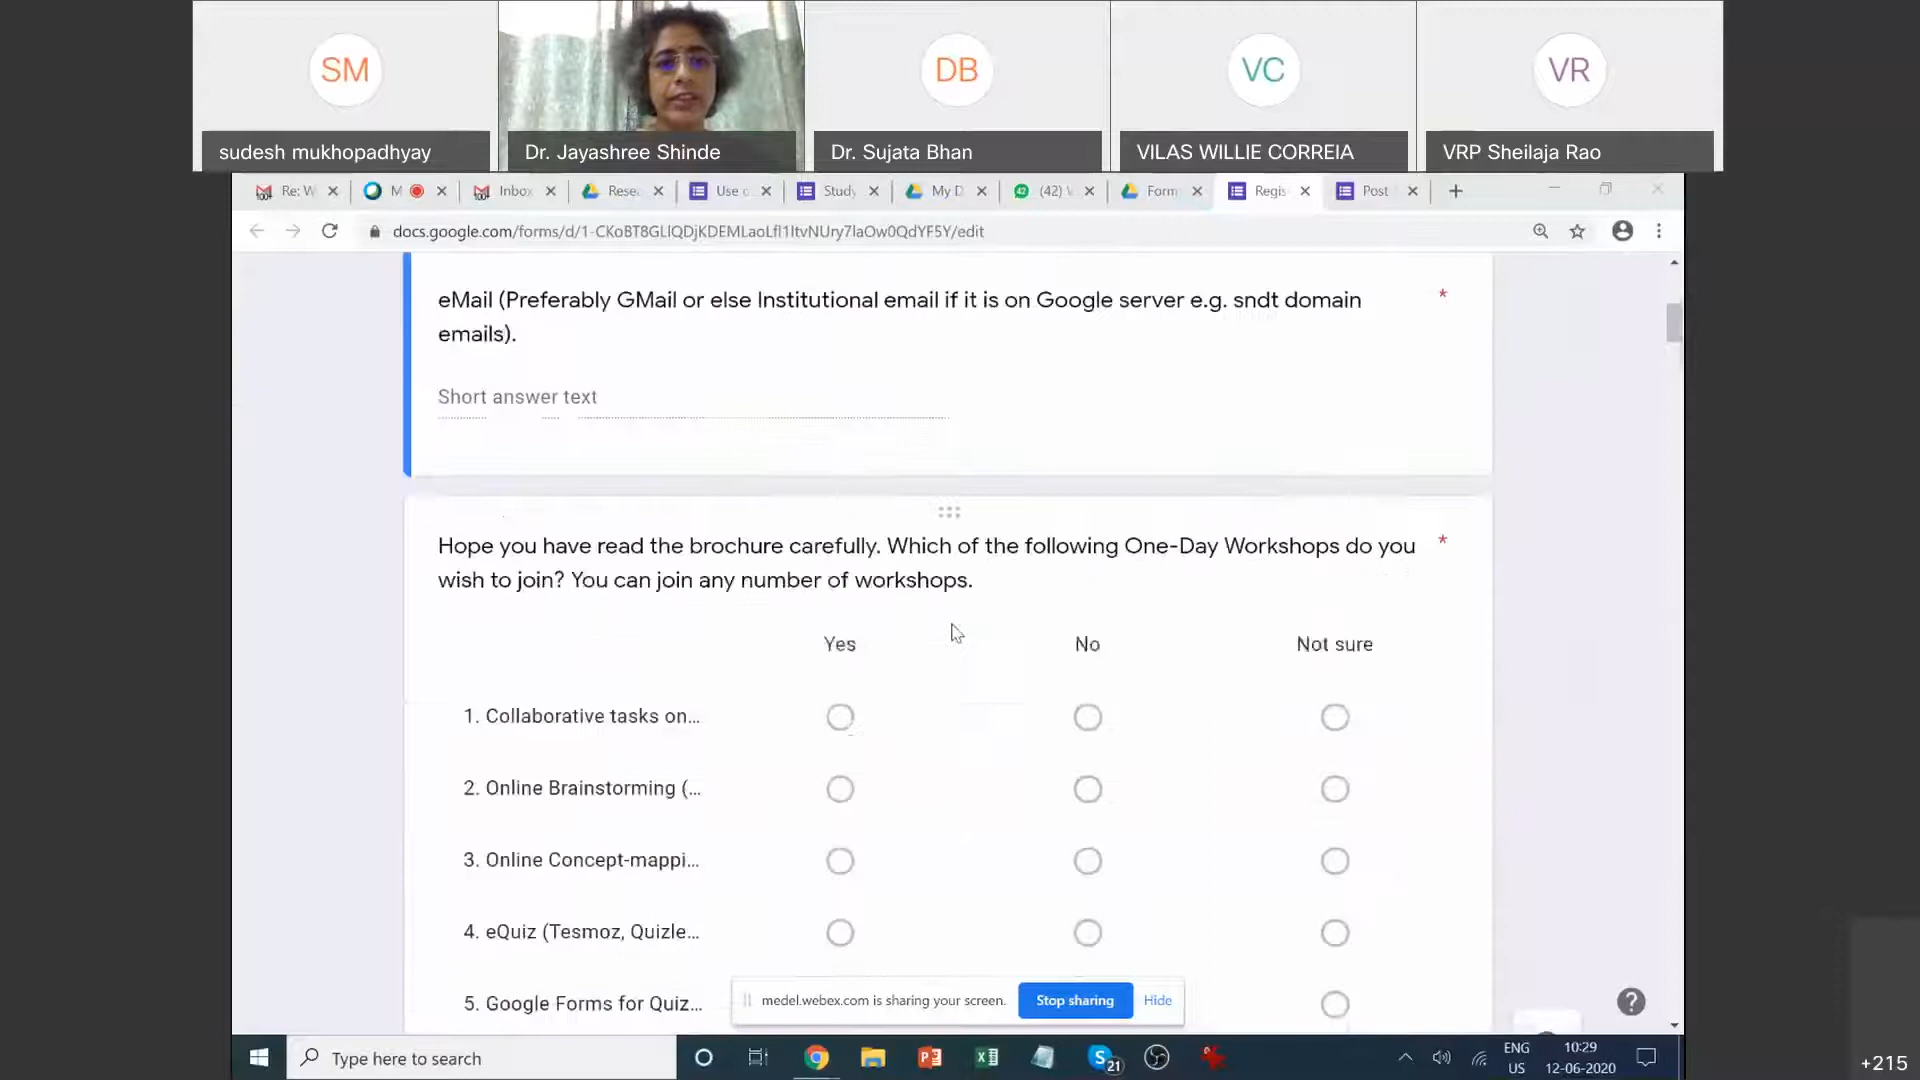 SM
DB
VC
VR
sudesh mukhopadhyay
Dr. Jayashree Shinde
Dr. Sujata Bhan
VILAS WILLIE CORREIA
VRP Sheilaja Rao
Re: W
M
Inbox
Rese
Use o
Study
My D
(42)
Form
Regis
Post
docs.google.com/forms/d/1-CKoBT8GLIQDjKDEMLaoLfl1ItvNUry7laOw0QdYF5Y/edit
eMail (Preferably GMail or else Institutional email if it is on Google server e.g. sndt domain
emails).
*
Short answer text
Hope you have read the brochure carefully. Which of the following One-Day Workshops do you
wish to join? You can join any number of workshops.
*
Yes
No
Not sure
1. Collaborative tasks on...
2. Online Brainstorming (...
3. Online Concept-mappi...
4. eQuiz (Tesmoz, Quizle...
5. Google Forms for Quiz...
medel.webex.com is sharing your screen.
Stop sharing
Hide
Type here to search
21
ENG
US
10:29
12-06-2020
+215